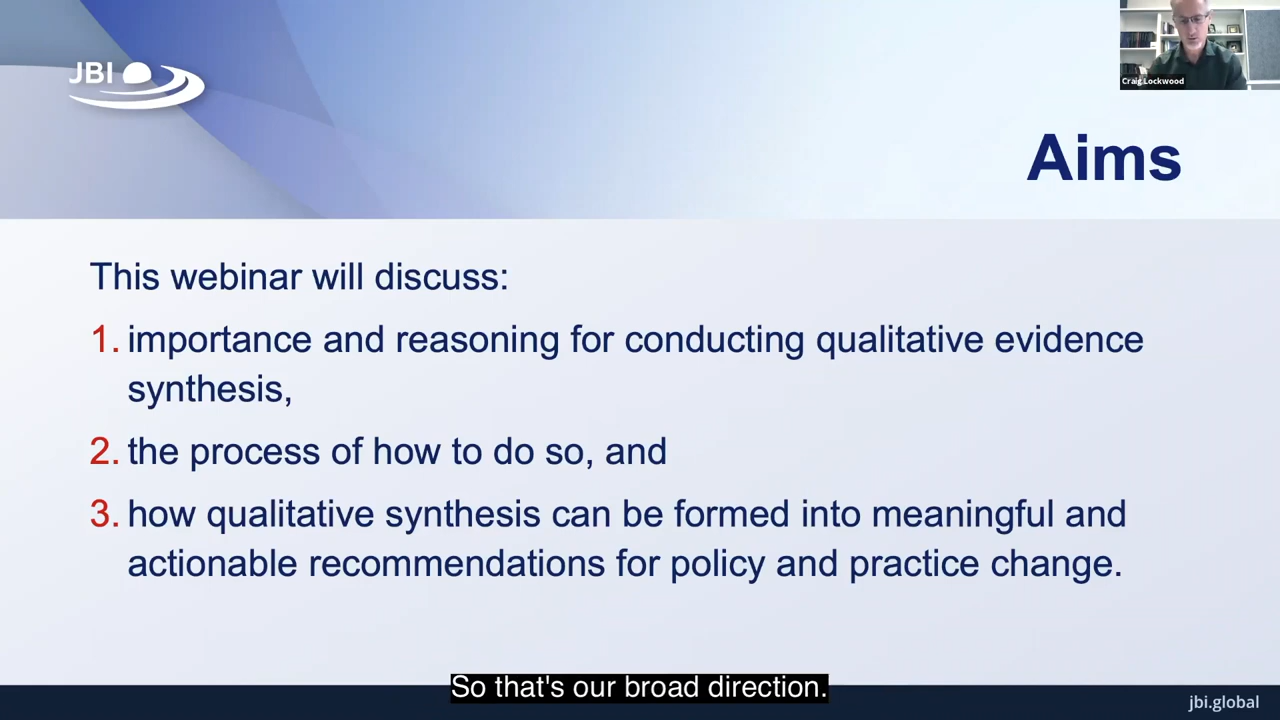 JBI
Craig Lockwood
Aims
This webinar will discuss:
1. importance and reasoning for conducting qualitative evidence
synthesis,
2. the process of how to do so, and
3. how qualitative synthesis can be formed into meaningful and
actionable recommendations for policy and practice change.
So that's our broad direction.
jbi.global